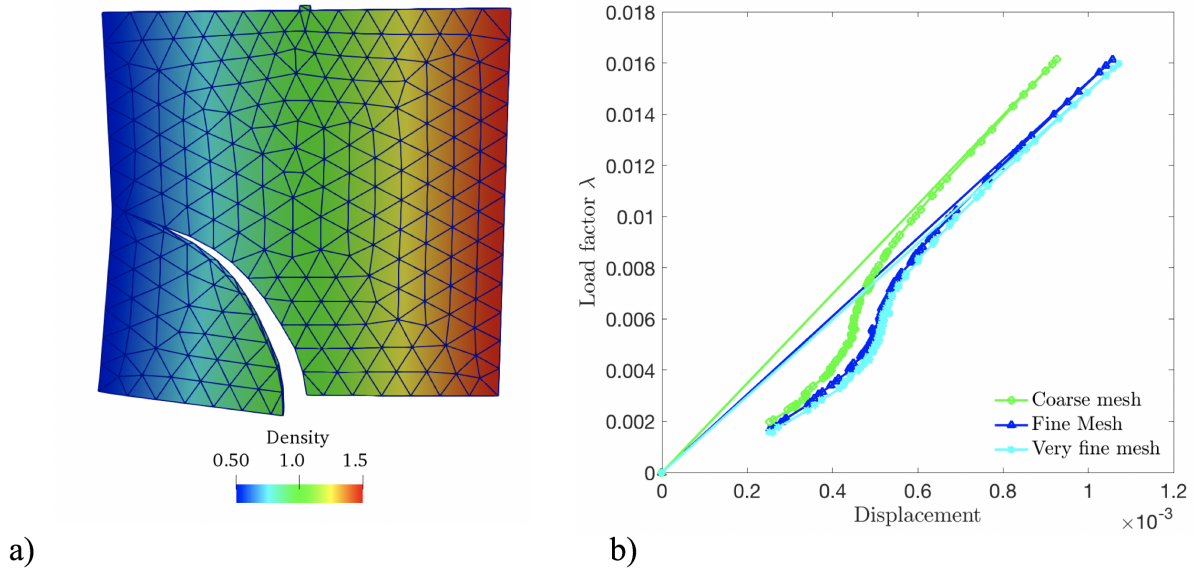 Density
0.50 1.0 1.5
a)
0.018
0.016
0.014
0.012
0.01
0.008
0.006
0.004
0.002
0
Load factor λ
Coarse mesh
Fine Mesh
Very fine mesh
0 0.2 0.4 0.6 0.8 1 1.2
Displacement
×10⁻³
b)